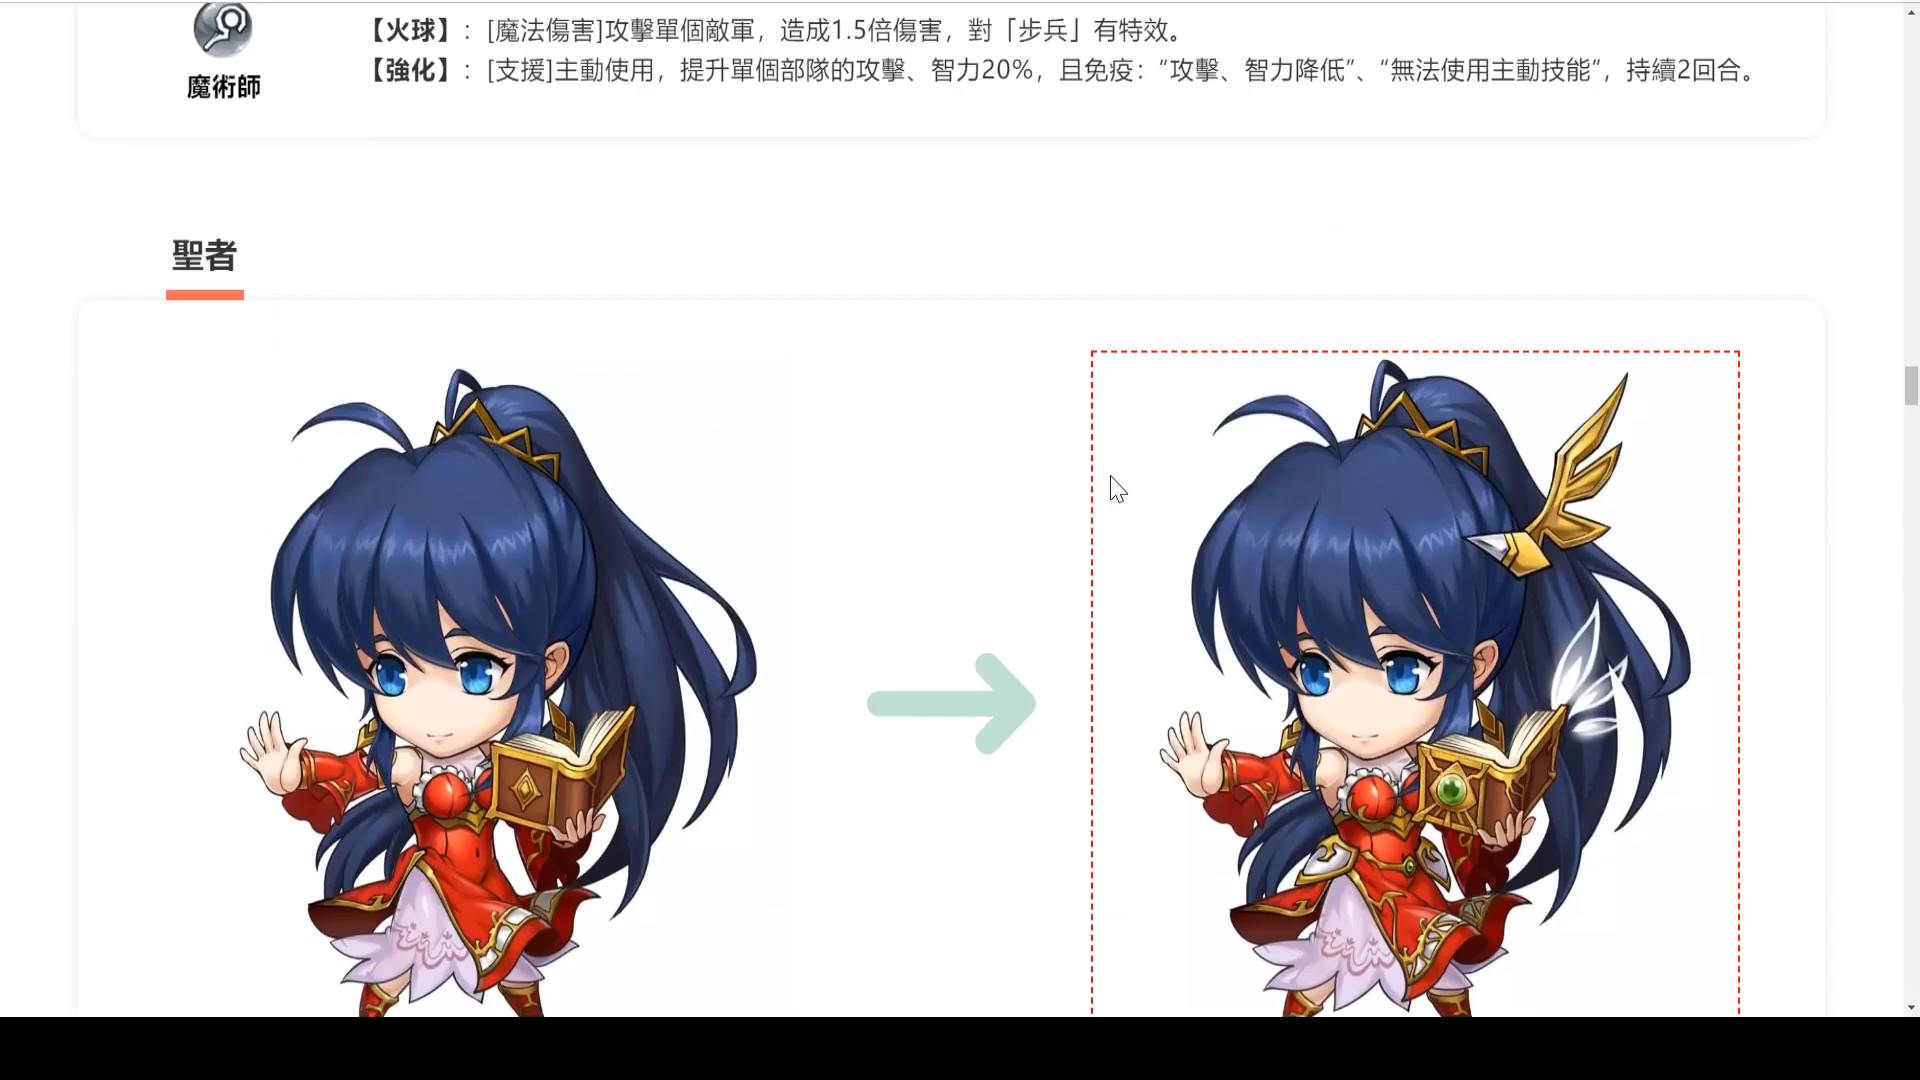 【火球】：[魔法傷害]攻擊單個敵軍，造成1.5倍傷害，對「步兵」有特效。
【強化】：[支援]主動使用，提升單個部隊的攻擊、智力20%，且免疫：“攻擊、智力降低”、“無法使用主動技能”，持續2回合。
魔術師
聖者